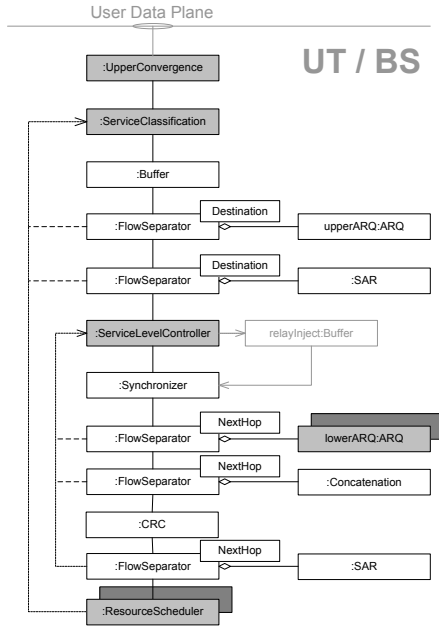 User Data Plane
UT / BS
:UpperConvergence
:ServiceClassification
:Buffer
Destination
:FlowSeparator
upperARQ:ARQ
Destination
:FlowSeparator
:SAR
:ServiceLevelController
relayInject:Buffer
:Synchronizer
NextHop
:FlowSeparator
lowerARQ:ARQ
NextHop
:FlowSeparator
:Concatenation
:CRC
NextHop
:FlowSeparator
:SAR
:ResourceScheduler